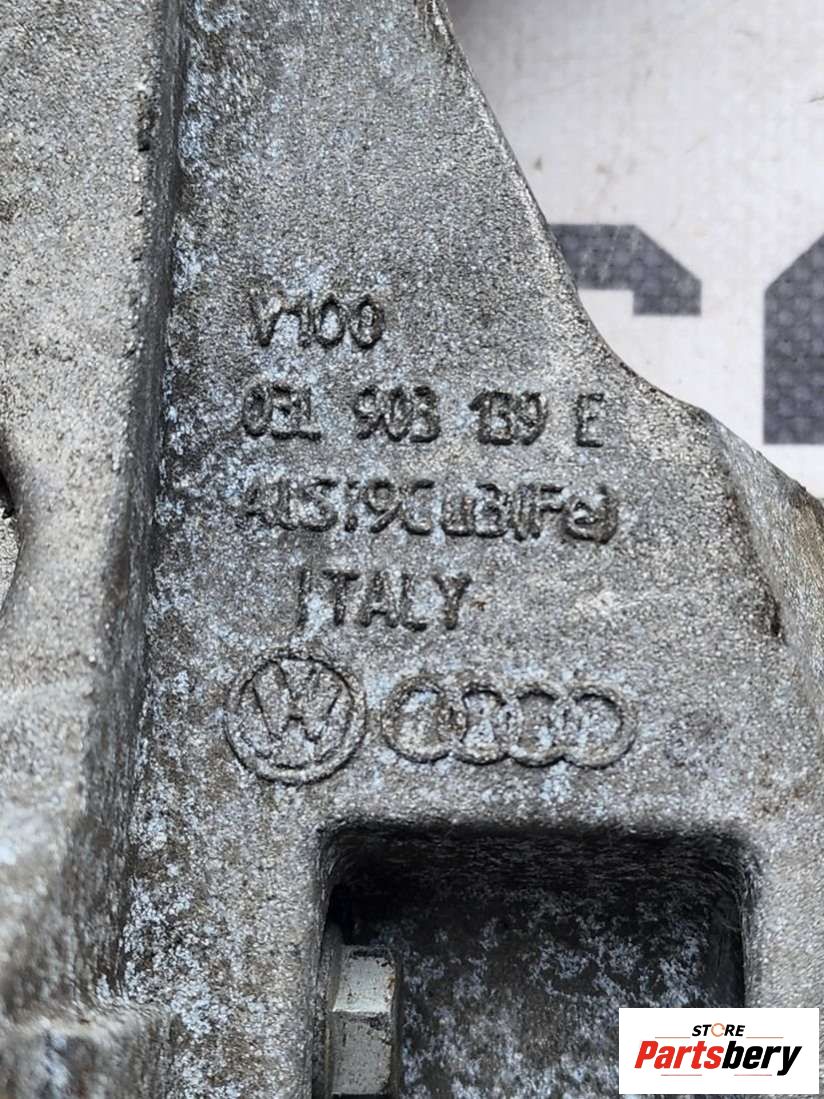 V100
03L 903 139 E
AlSi9Cu3(Fe)
ITALY
STORE
Partsbery